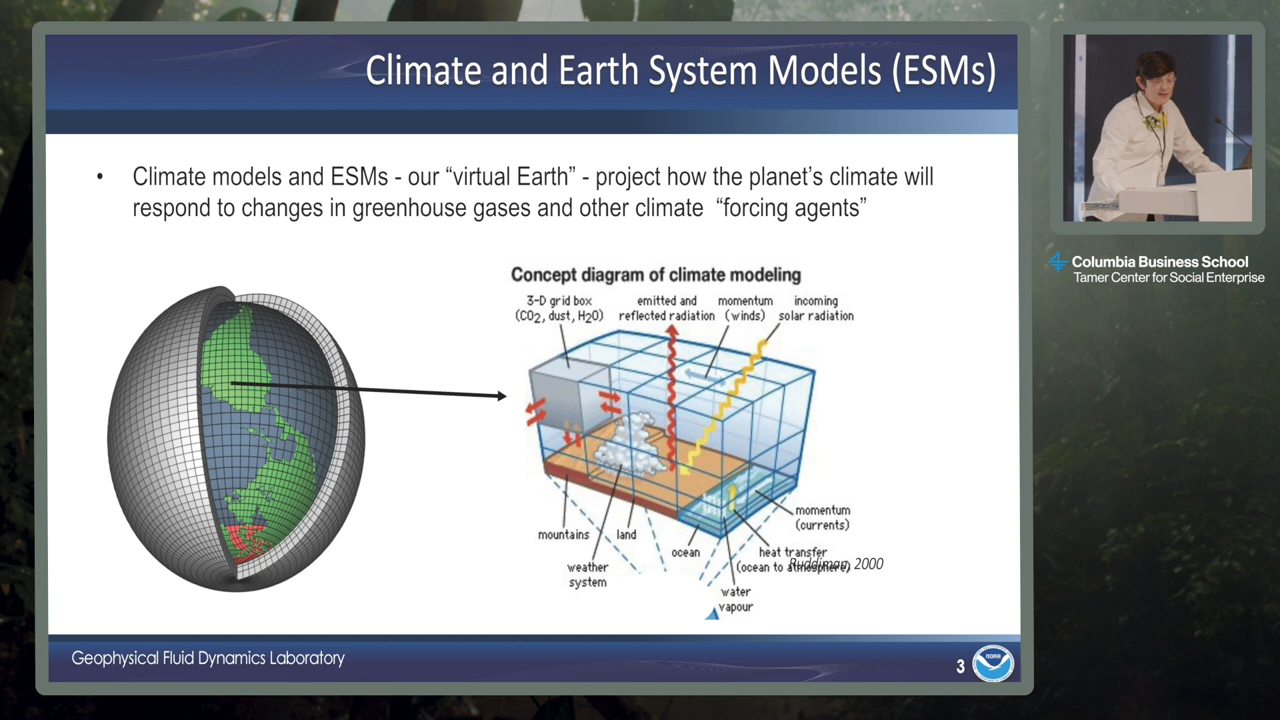 Climate and Earth System Models (ESMs)
• Climate models and ESMs - our “virtual Earth” - project how the planet’s climate will
respond to changes in greenhouse gases and other climate “forcing agents”
Concept diagram of climate modeling
3-D grid box
(CO2, dust, H2O)
emitted and
reflected radiation
momentum
(winds)
incoming
solar radiation
mountains
land
weather
system
ocean
momentum
(currents)
heat transfer
(ocean to atmosphere)
Ruddiman, 2000
water
vapour
Geophysical Fluid Dynamics Laboratory
3
NOAA
Columbia Business School
Tamer Center for Social Enterprise